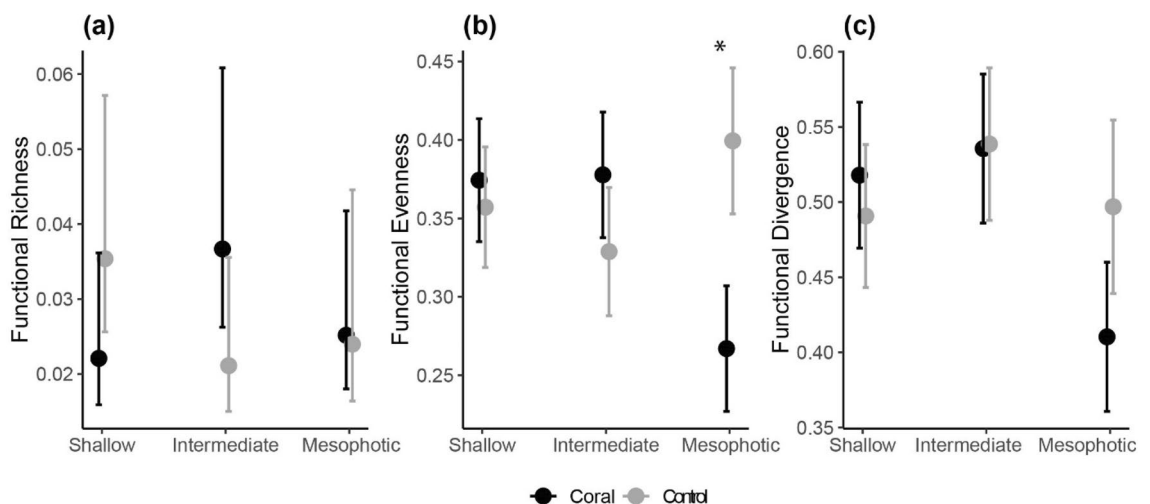 (a) (b) (c)
*
Functional Richness
0.06
0.05
0.04
0.03
0.02
Shallow Intermediate Mesophotic
Functional Evenness
0.45
0.40
0.35
0.30
0.25
Shallow Intermediate Mesophotic
Functional Divergence
0.60
0.55
0.50
0.45
0.40
0.35
Shallow Intermediate Mesophotic
Coral Control